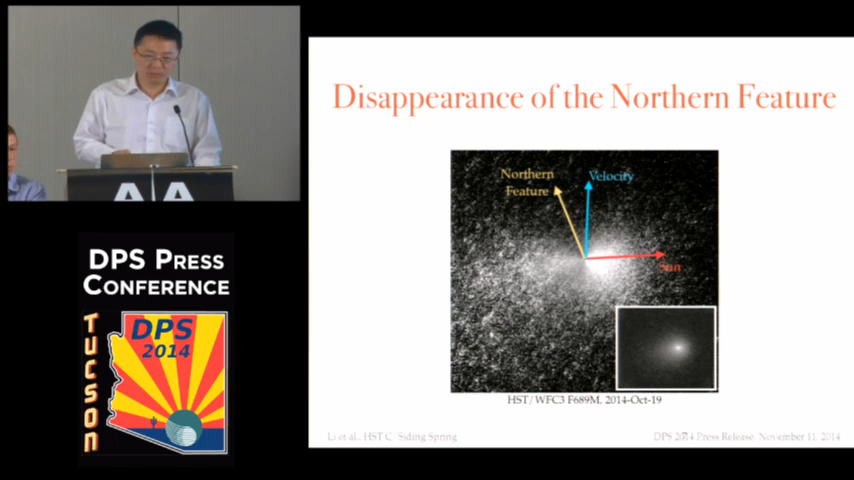 Disappearance of the Northern Feature
Northern
Feature
Velocity
Sun
HST/WFC3 F689M, 2014-Oct-19
Li et al., HST C/Siding Spring
DPS 2014 Press Release, November 11, 2014
DPS PRESS
CONFERENCE
Tucson
DPS
2014